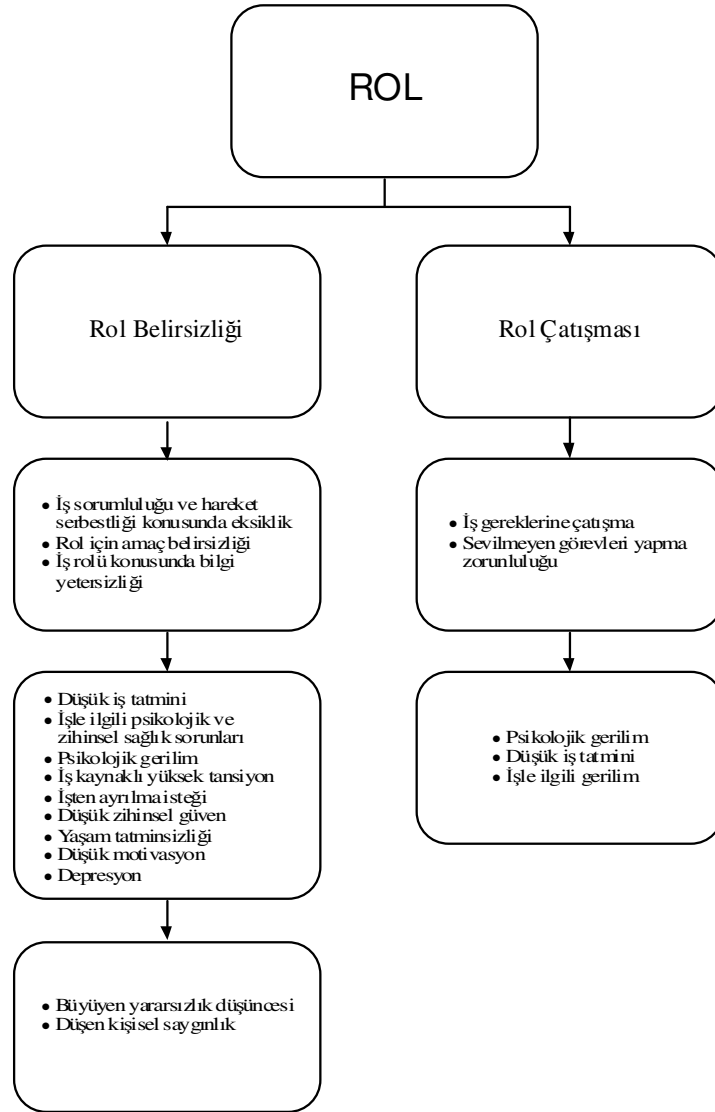 ROL
Rol Belirsizliği
Rol Çatışması
• İş sorumluluğu ve hareket
serbestliği konusunda eksiklik
• Rol için amaç belirsizliği
• İş rolü konusunda bilgi
yetersizliği
• İş gereklerine çatışma
• Sevilmeyen görevleri yapma
zorunluluğu
• Düşük iş tatmini
• İşle ilgili psikolojik ve
zihinsel sağlık sorunları
• Psikolojik gerilim
• İş kaynaklı yüksek tansiyon
• İşten ayrılma isteği
• Düşük zihinsel güven
• Yaşam tatminsizliği
• Düşük motivasyon
• Depresyon
• Psikolojik gerilim
• Düşük iş tatmini
• İşle ilgili gerilim
• Büyüyen yararsızlık düşüncesi
• Düşen kişisel saygınlık